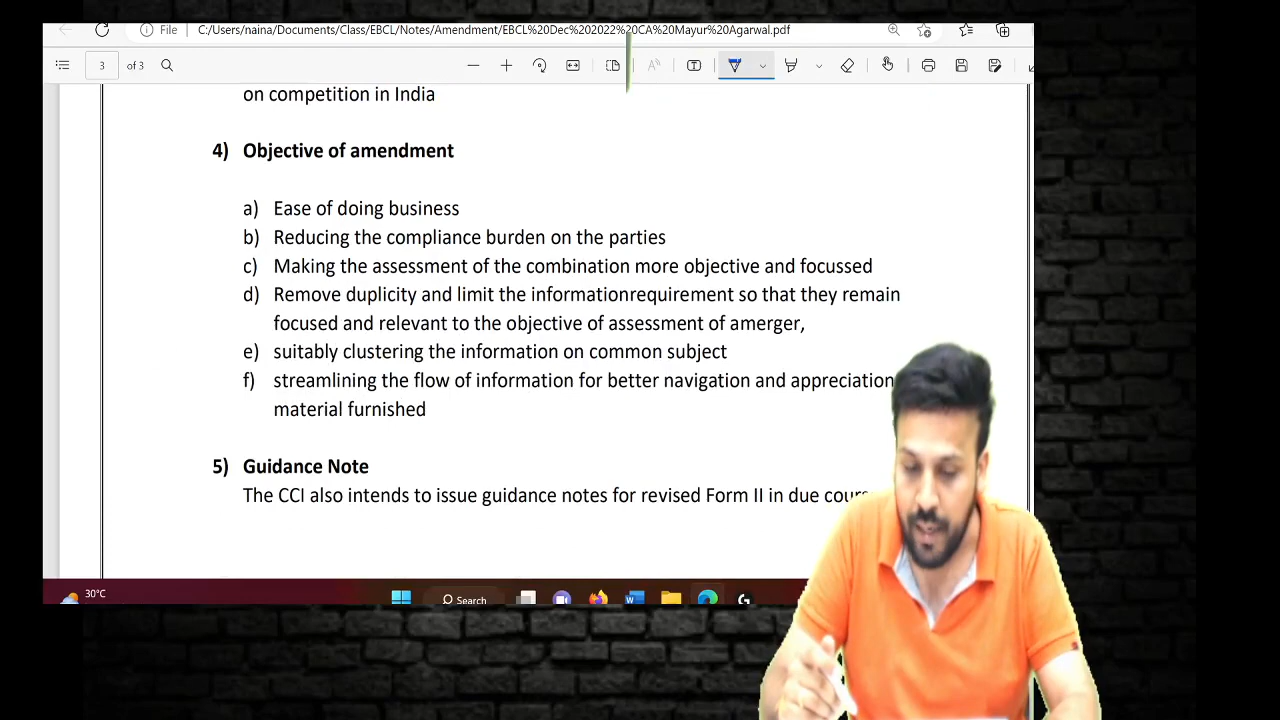 File C:/Users/naina/Documents/Class/EBCL/Notes/Amendment/EBCL%20Dec%202022%20CA%20Mayur%20Agarwal.pdf
3 of 3
on competition in India
4) Objective of amendment
a) Ease of doing business
b) Reducing the compliance burden on the parties
c) Making the assessment of the combination more objective and focussed
d) Remove duplicity and limit the informationrequirement so that they remain
focused and relevant to the objective of assessment of amerger,
e) suitably clustering the information on common subject
f) streamlining the flow of information for better navigation and appreciation
material furnished
5) Guidance Note
The CCI also intends to issue guidance notes for revised Form II in due
30°C
Search